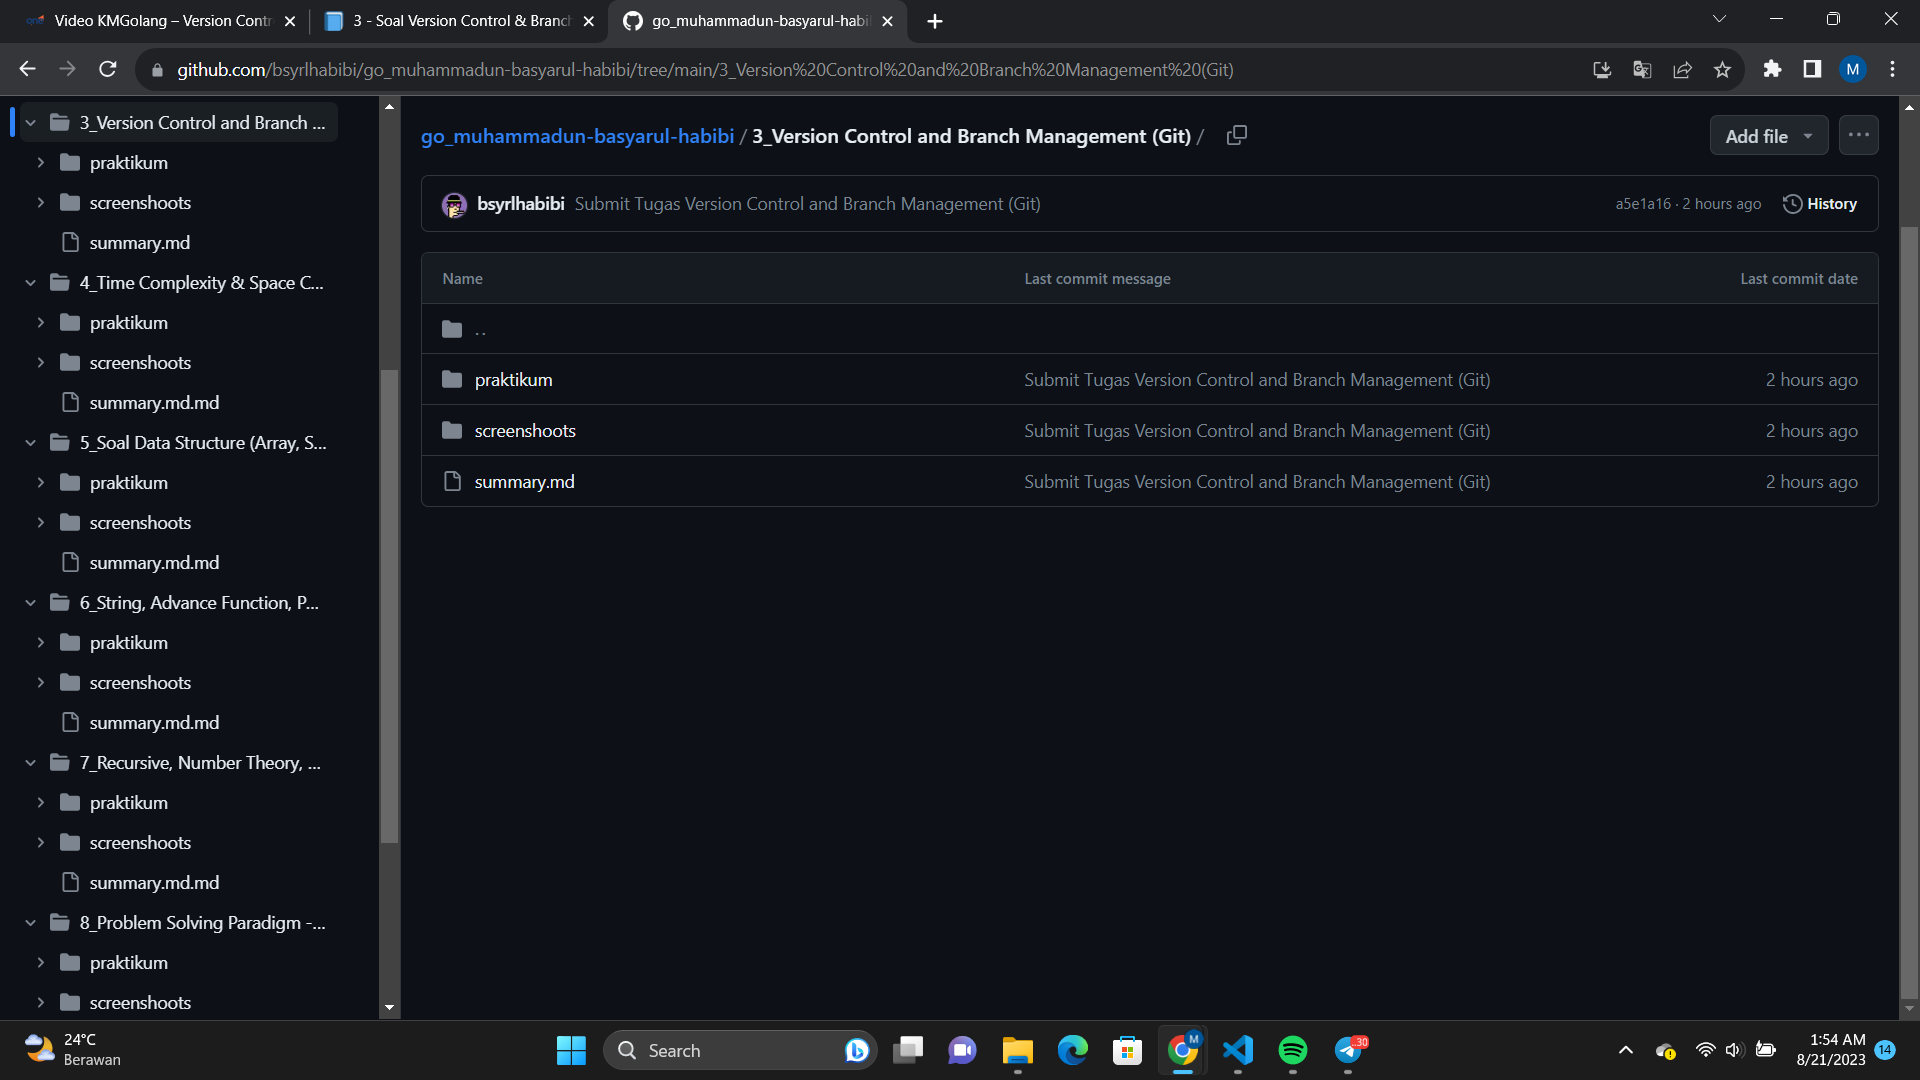 Video KMGolang – Version Contr
3 - Soal Version Control & Branch
go_muhammadun-basyarul-habi
github.com/bsyrlhabibi/go_muhammadun-basyarul-habibi/tree/main/3_Version%20Control%20and%20Branch%20Management%20(Git)
M
3_Version Control and Branch ...
praktikum
screenshoots
summary.md
4_Time Complexity & Space C...
praktikum
screenshoots
summary.md.md
5_Soal Data Structure (Array, S...
praktikum
screenshoots
summary.md.md
6_String, Advance Function, P...
praktikum
screenshoots
summary.md.md
7_Recursive, Number Theory, ...
praktikum
screenshoots
summary.md.md
8_Problem Solving Paradigm -...
praktikum
screenshoots
go_muhammadun-basyarul-habibi / 3_Version Control and Branch Management (Git) /
Add file
bsyrlhabibi Submit Tugas Version Control and Branch Management (Git)
a5e1a16 · 2 hours ago
History
Name Last commit message Last commit date
..
praktikum Submit Tugas Version Control and Branch Management (Git) 2 hours ago
screenshoots Submit Tugas Version Control and Branch Management (Git) 2 hours ago
summary.md Submit Tugas Version Control and Branch Management (Git) 2 hours ago
24°C
Berawan
Search
M
30
1:54 AM
8/21/2023
14